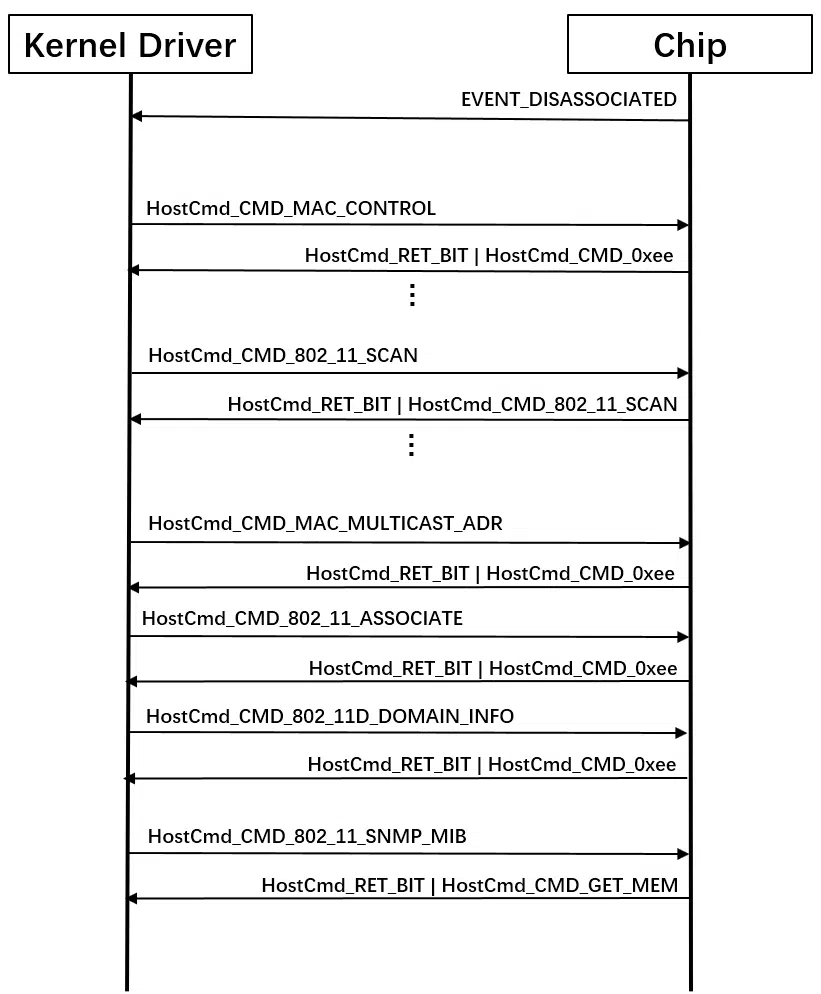 Kernel Driver
Chip
EVENT_DISASSOCIATED
HostCmd_CMD_MAC_CONTROL
HostCmd_RET_BIT | HostCmd_CMD_0xee
HostCmd_CMD_802_11_SCAN
HostCmd_RET_BIT | HostCmd_CMD_802_11_SCAN
HostCmd_CMD_MAC_MULTICAST_ADR
HostCmd_RET_BIT | HostCmd_CMD_0xee
HostCmd_CMD_802_11_ASSOCIATE
HostCmd_RET_BIT | HostCmd_CMD_0xee
HostCmd_CMD_802_11D_DOMAIN_INFO
HostCmd_RET_BIT | HostCmd_CMD_0xee
HostCmd_CMD_802_11_SNMP_MIB
HostCmd_RET_BIT | HostCmd_CMD_GET_MEM